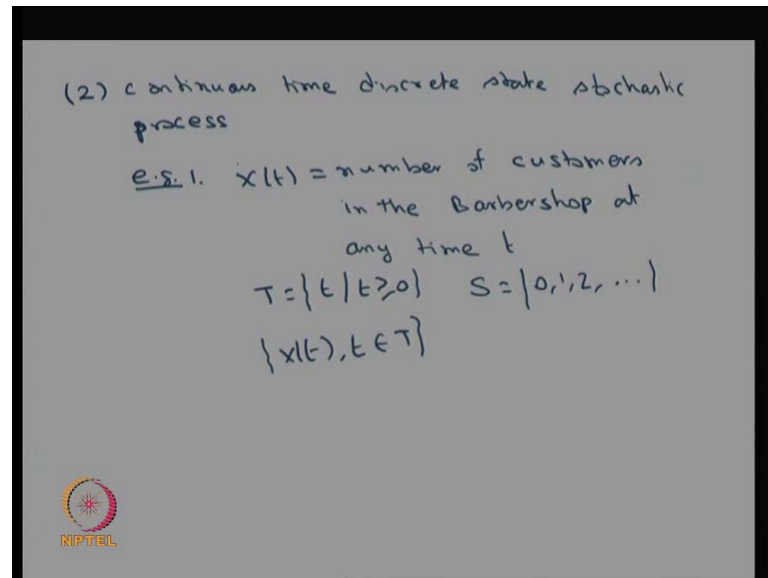 (2) continuous time discrete state stochastic
process
e.g. 1. x(t) = number of customers
in the Barbershop at
any time t
T = {t | t ≥ 0} S = {0, 1, 2, ...}
{x(t), t ∈ T}
NPTEL